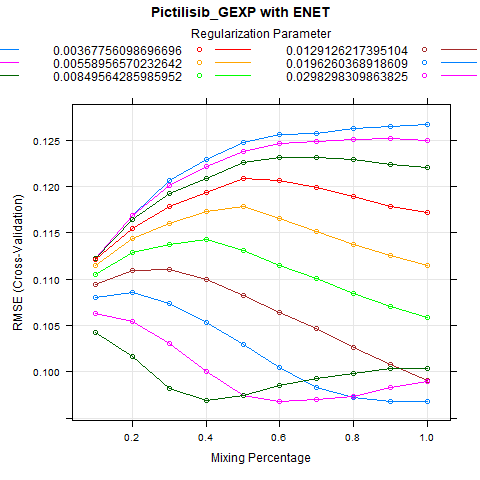 Pictilisib_GEXP with ENET
Regularization Parameter
0.00367756098696696 0.0129126217395104
0.00558956570232642 0.0196260368918609
0.00849564285985952 0.0298298309863825
0.125
0.120
0.115
0.110
0.105
0.100
RMSE (Cross-Validation)
0.2 0.4 0.6 0.8 1.0
Mixing Percentage